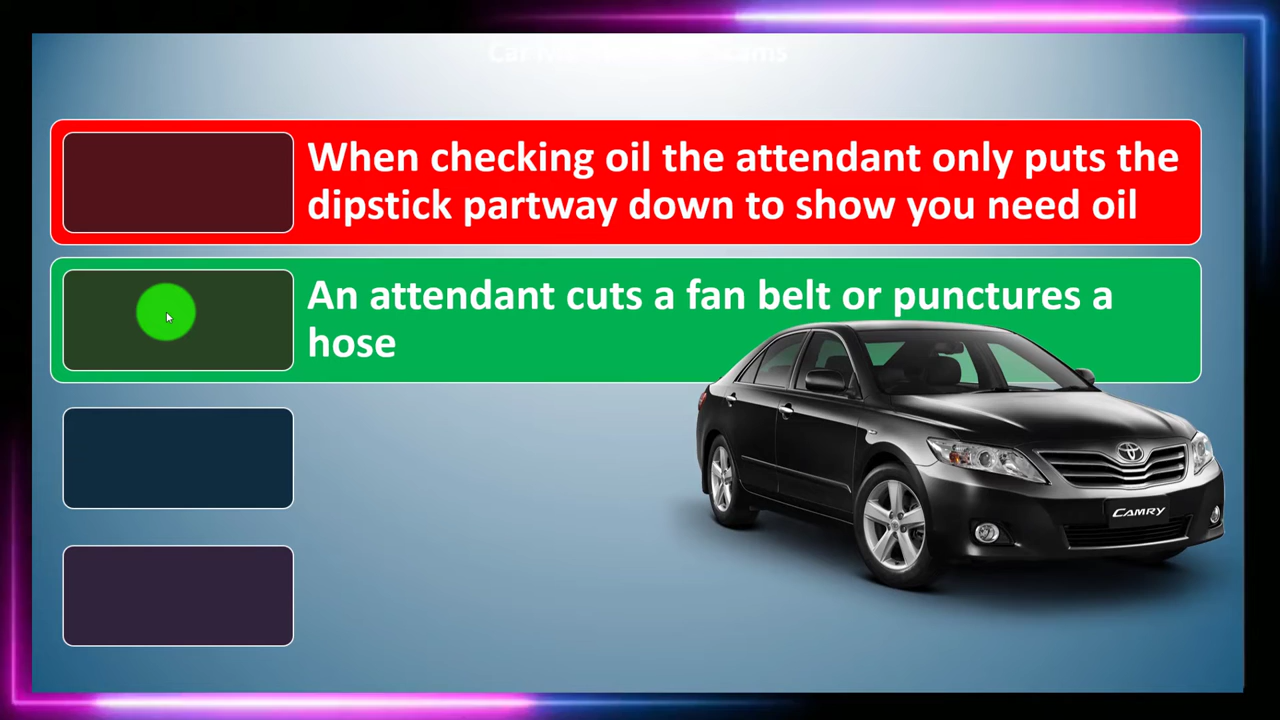 Car
When checking oil the attendant only puts the
dipstick partway down to show you need oil
An attendant cuts a fan belt or punctures a
hose
CAMRY